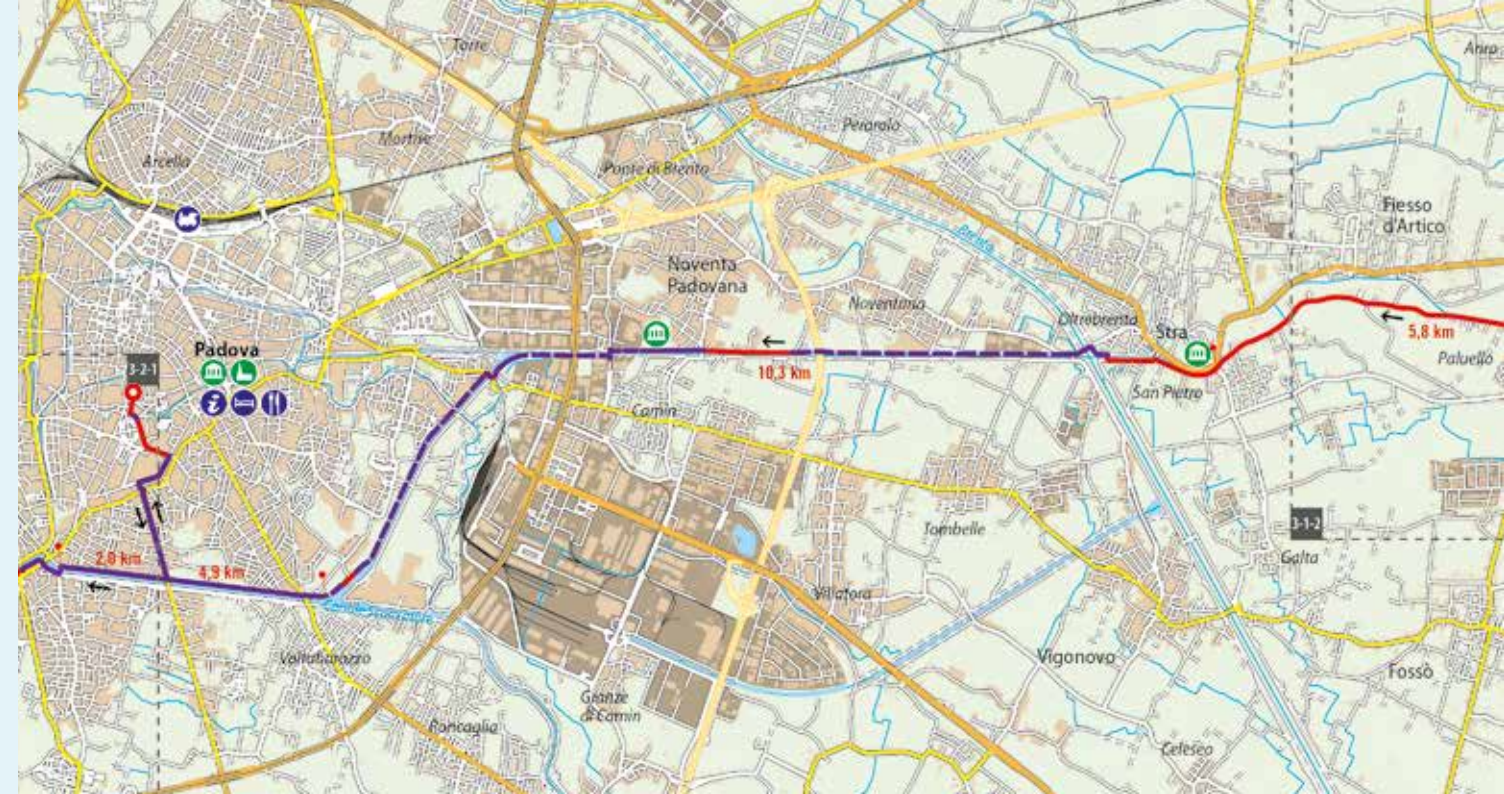 Torre
Arra
Mortise
Peraralo
Arcella
Ponte di Brenta
Fiesso
d'Artico
Brenta
Noventa
Padovana
Noventana
Oltrebrenta
Stra
5,8 km
Padova
Paluello
3-2-1
10,3 km
San Pietro
Camin
3-1-2
Tombelle
Galta
2,0 km
4,9 km
Villatora
Voltabarozzo
Vigonovo
Fossò
Granze
di Camin
Roncaglia
Celeseo